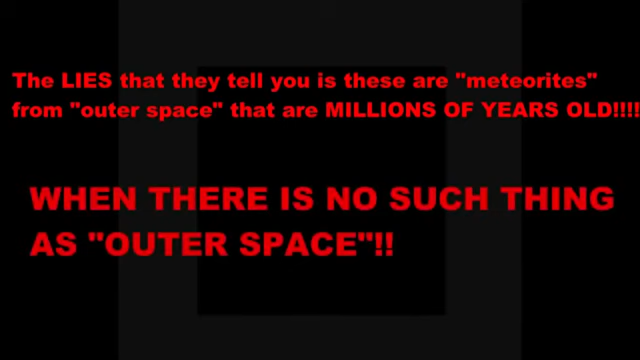 The LIES that they tell you is these are "meteorites"
from "outer space" that are MILLIONS OF YEARS OLD!!!!
WHEN THERE IS NO SUCH THING
AS "OUTER SPACE"!!